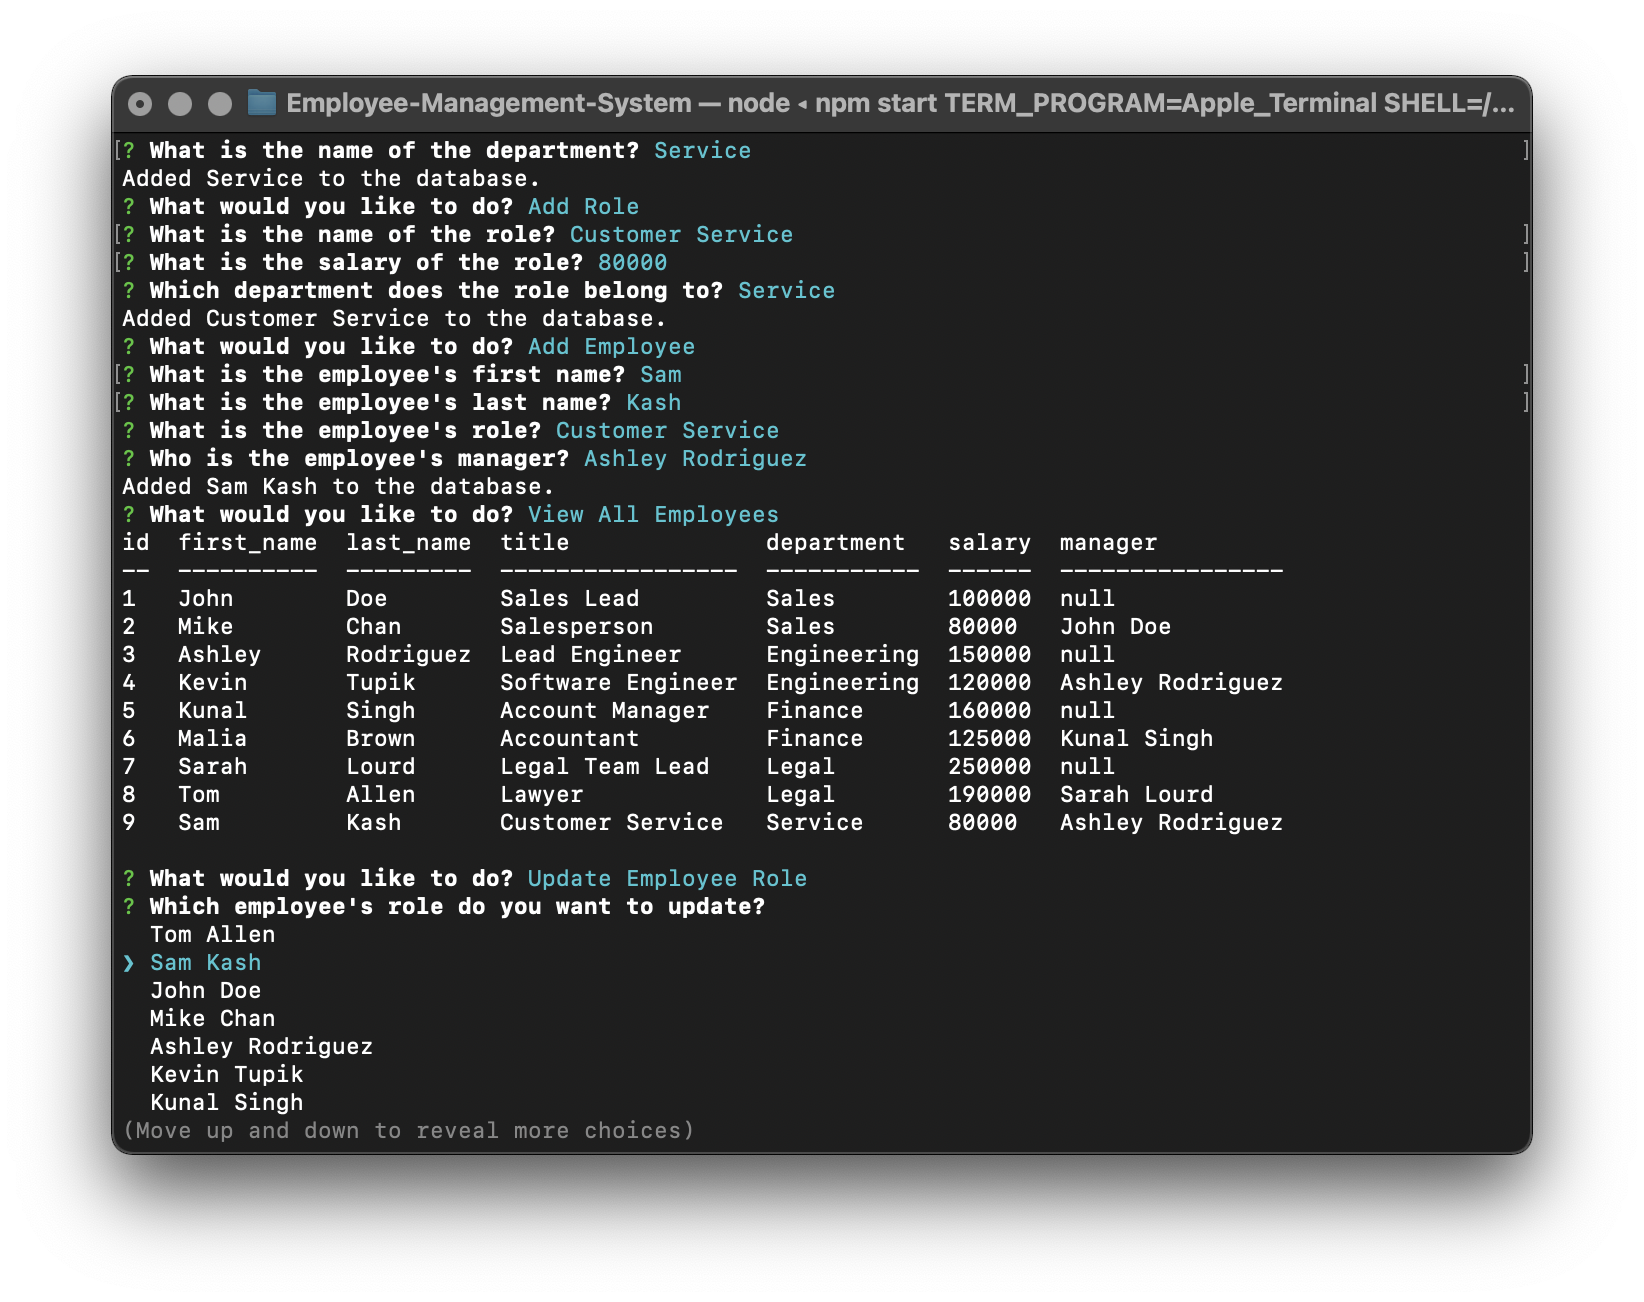 Employee-Management-System — node ◂ npm start TERM_PROGRAM=Apple_Terminal SHELL=/...
[? What is the name of the department? Service ]
Added Service to the database.
? What would you like to do? Add Role
[? What is the name of the role? Customer Service ]
[? What is the salary of the role? 80000 ]
? Which department does the role belong to? Service
Added Customer Service to the database.
? What would you like to do? Add Employee
[? What is the employee's first name? Sam ]
[? What is the employee's last name? Kash ]
? What is the employee's role? Customer Service
? Who is the employee's manager? Ashley Rodriguez
Added Sam Kash to the database.
? What would you like to do? View All Employees
id  first_name  last_name  title              department   salary  manager
--  ----------  ---------  -----------------  -----------  ------  ----------------
1   John        Doe        Sales Lead         Sales        100000  null
2   Mike        Chan       Salesperson        Sales        80000   John Doe
3   Ashley      Rodriguez  Lead Engineer      Engineering  150000  null
4   Kevin       Tupik      Software Engineer  Engineering  120000  Ashley Rodriguez
5   Kunal       Singh      Account Manager    Finance      160000  null
6   Malia       Brown      Accountant         Finance      125000  Kunal Singh
7   Sarah       Lourd      Legal Team Lead    Legal        250000  null
8   Tom         Allen      Lawyer             Legal        190000  Sarah Lourd
9   Sam         Kash       Customer Service   Service      80000   Ashley Rodriguez
? What would you like to do? Update Employee Role
? Which employee's role do you want to update?
Tom Allen
❯ Sam Kash
John Doe
Mike Chan
Ashley Rodriguez
Kevin Tupik
Kunal Singh
(Move up and down to reveal more choices)